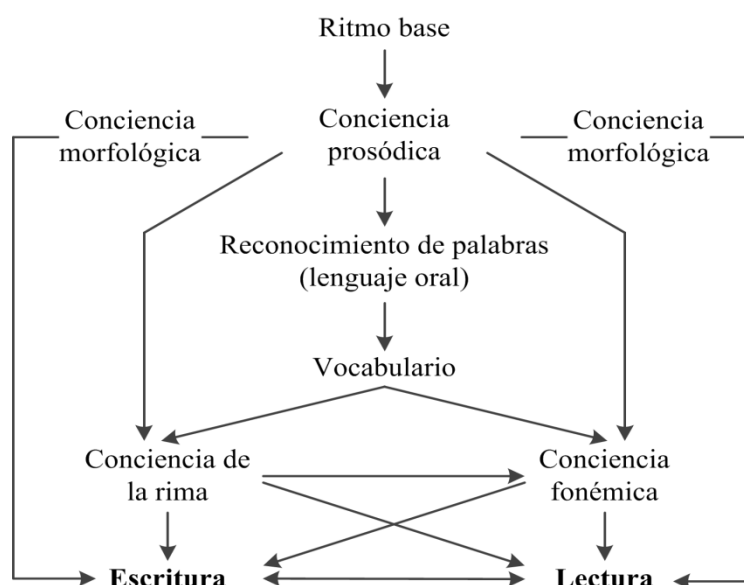 Ritmo base
Conciencia
morfológica
Conciencia
prosódica
Conciencia
morfológica
Reconocimiento de palabras
(lenguaje oral)
Vocabulario
Conciencia de
la rima
Conciencia
fonémica
Escritura
Lectura